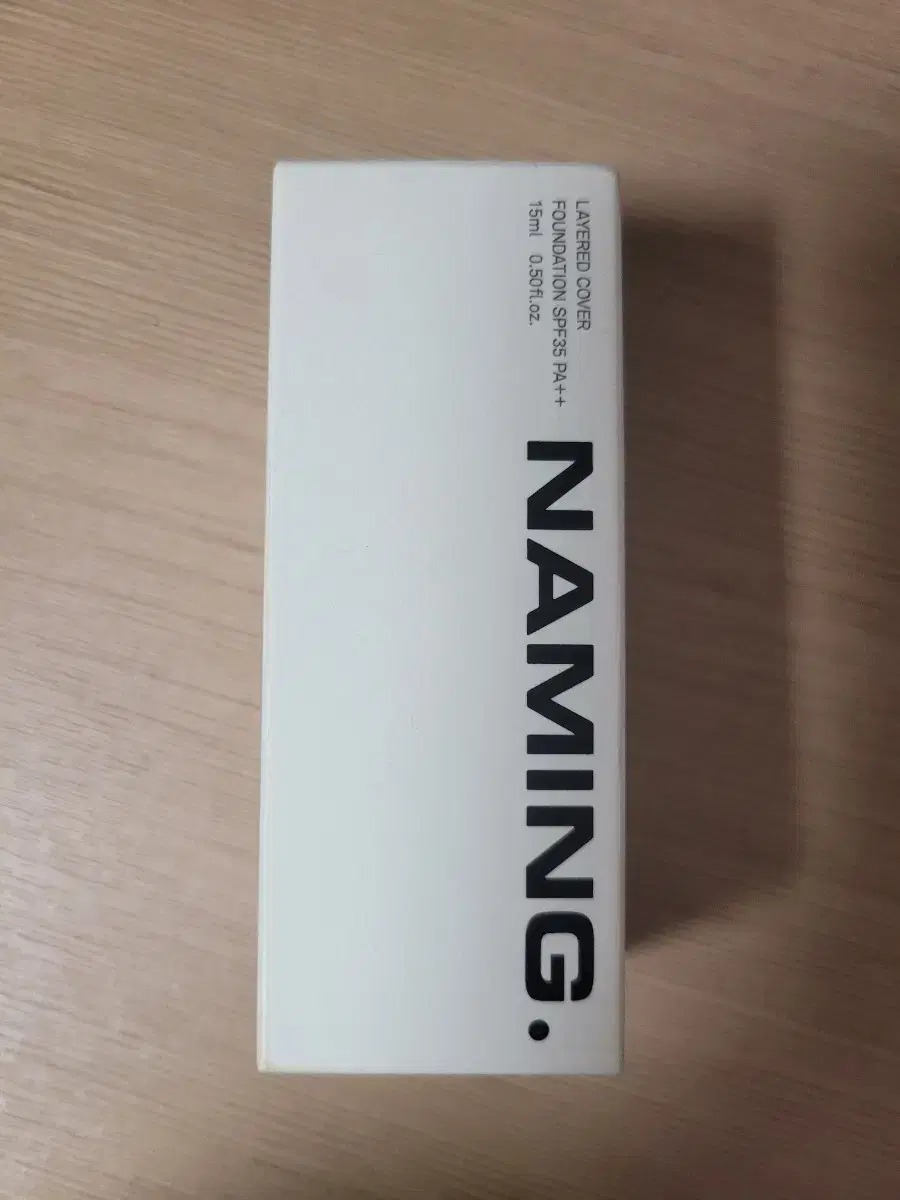 LAYERED COVER
FOUNDATION SPF35 PA++
15ml 0.50fl.oz.
NAMING.